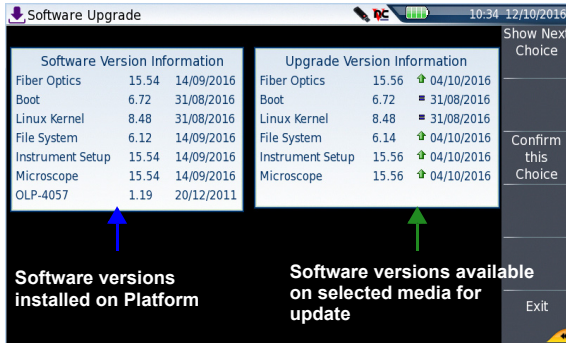 Software Upgrade
10:34 12/10/2016
Software Version Information
Fiber Optics 15.54 14/09/2016
Boot 6.72 31/08/2016
Linux Kernel 8.48 31/08/2016
File System 6.12 14/09/2016
Instrument Setup 15.54 14/09/2016
Microscope 15.54 14/09/2016
OLP-4057 1.19 20/12/2011
Upgrade Version Information
Fiber Optics 15.56 04/10/2016
Boot 6.72 = 31/08/2016
Linux Kernel 8.48 = 31/08/2016
File System 6.14 04/10/2016
Instrument Setup 15.56 04/10/2016
Microscope 15.56 04/10/2016
Software versions
installed on Platform
Software versions available
on selected media for
update
Show Next
Choice
Confirm
this
Choice
Exit